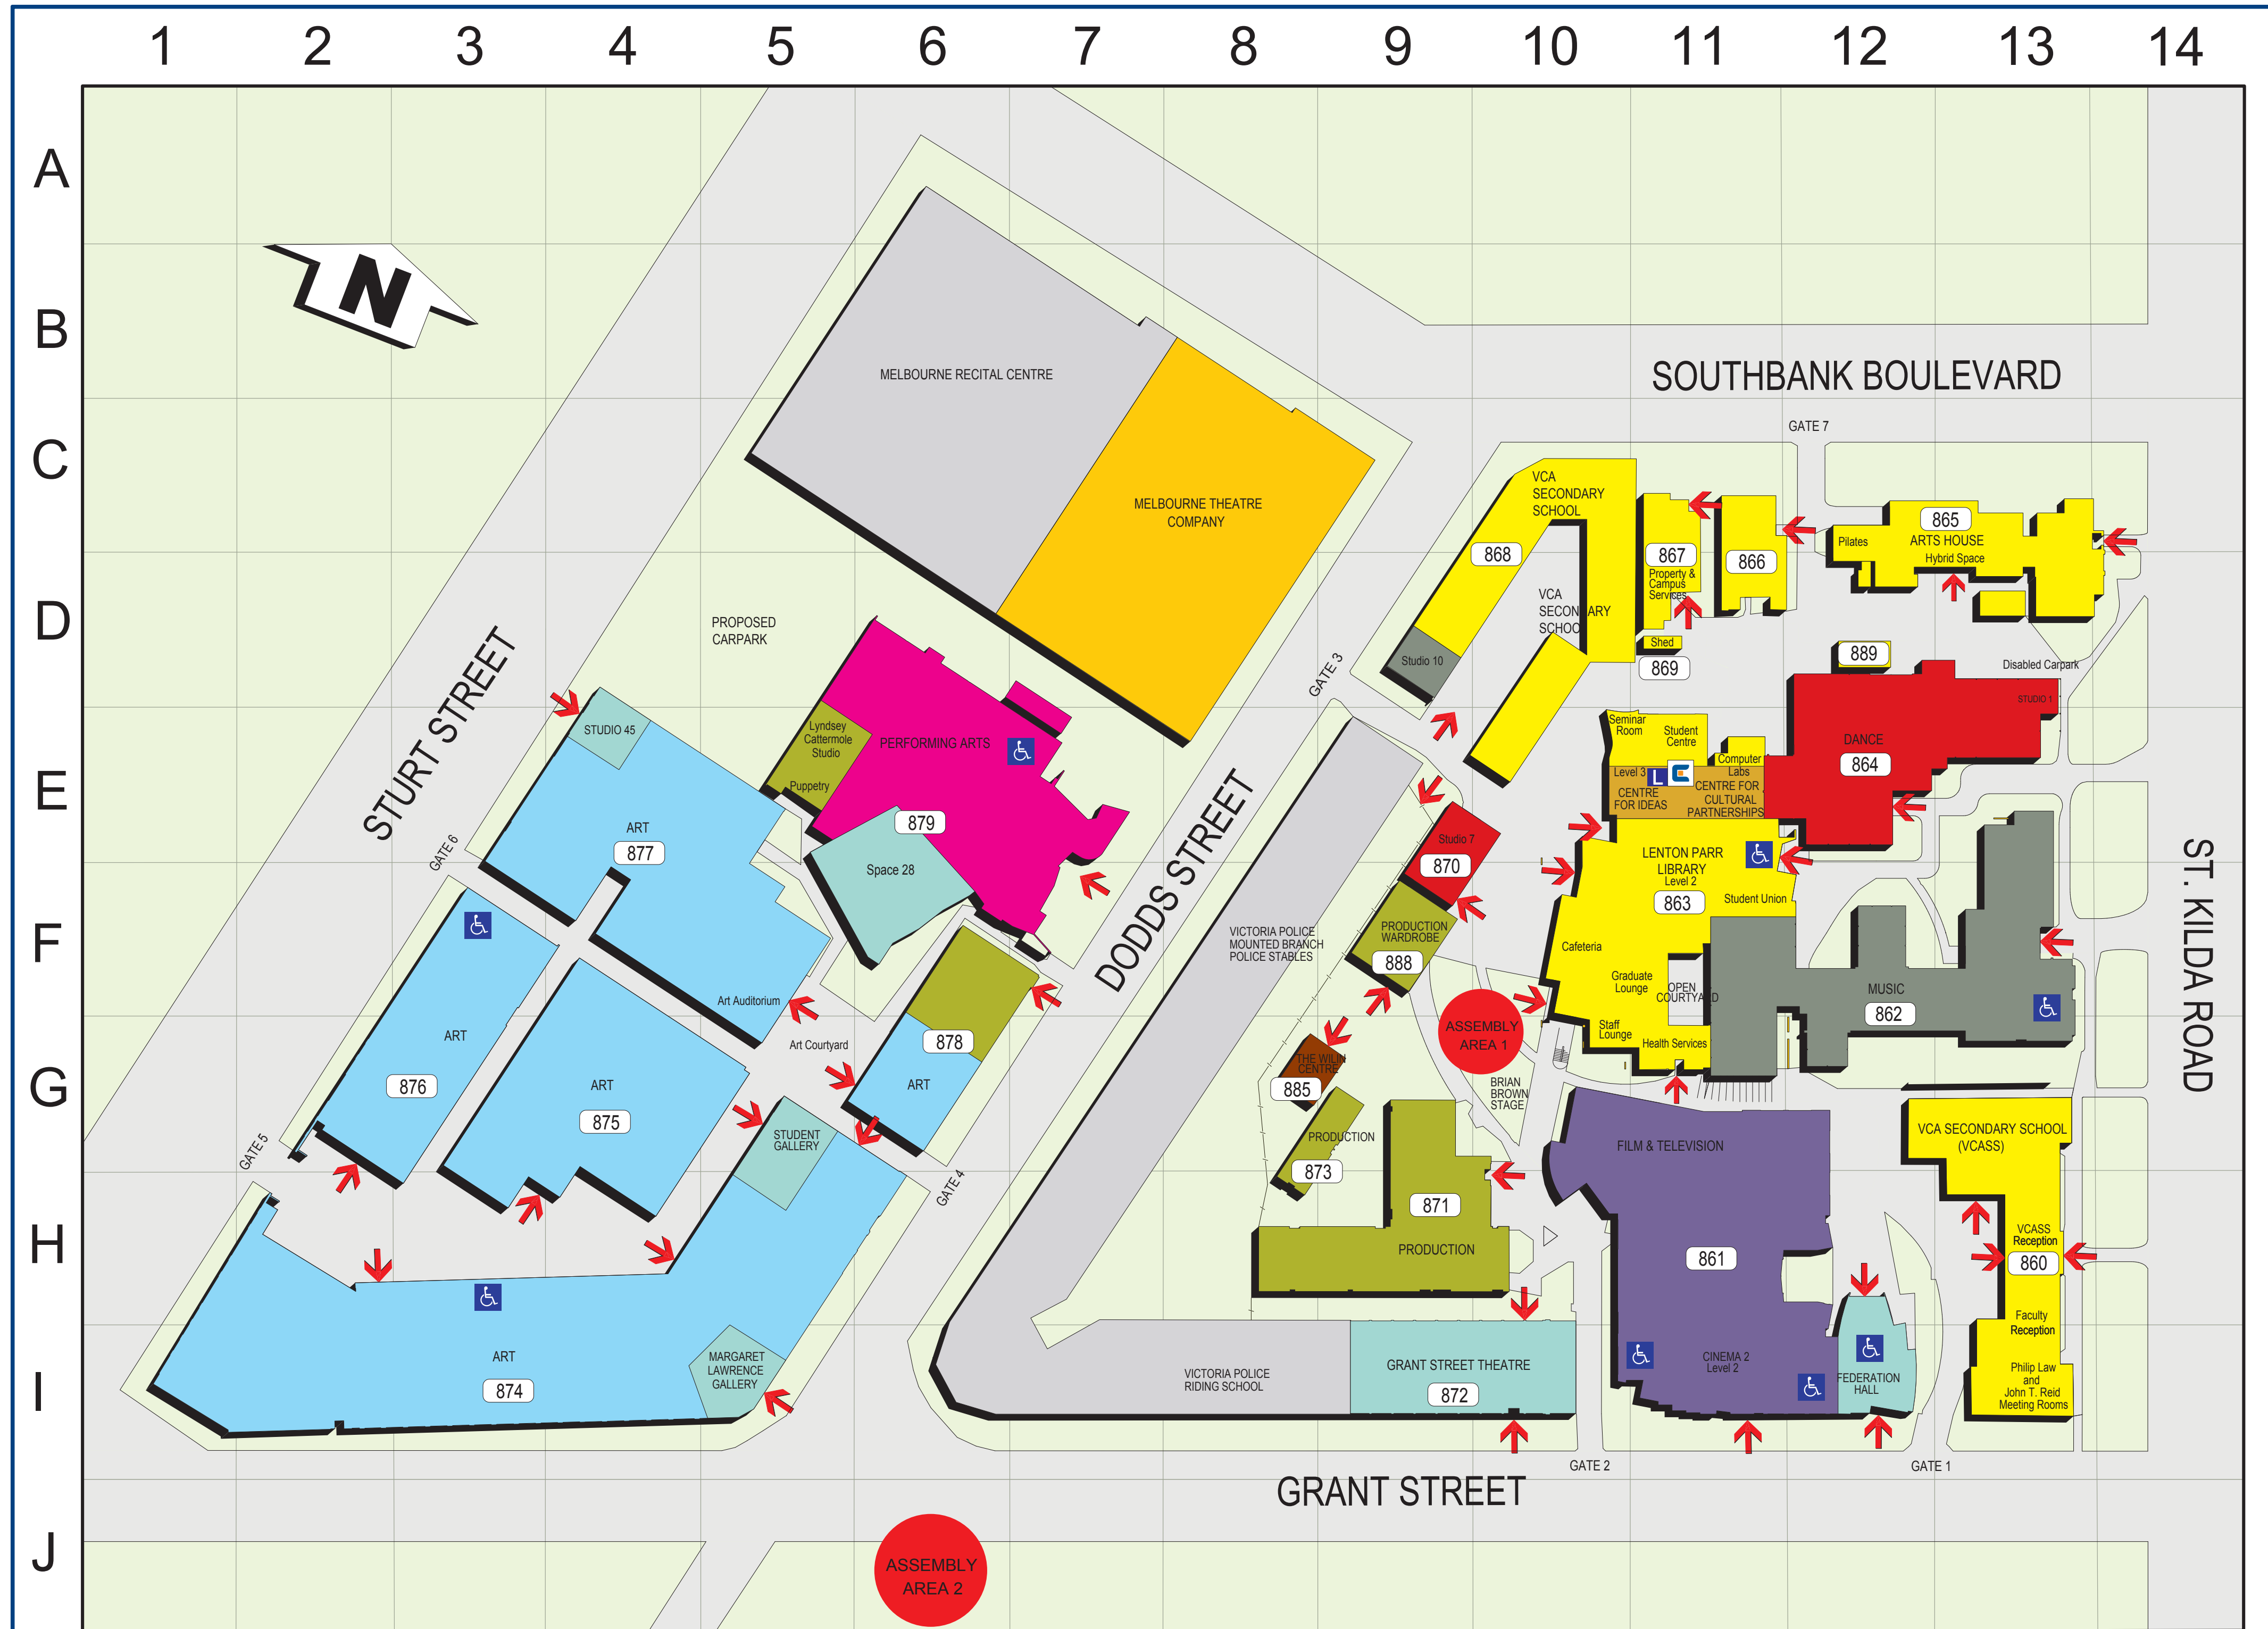 1 2 3 4 5 6 7 8 9 10 11 12 13 14
A
B
C
D
E
F
G
H
I
J
N
MELBOURNE RECITAL CENTRE
MELBOURNE THEATRE
COMPANY
SOUTHBANK BOULEVARD
GATE 7
VCA
SECONDARY
SCHOOL
868
867
Property &
Campus
Services
866
Pilates
865
ARTS HOUSE
Hybrid Space
VCA
SECONDARY
SCHOOL
Shed
869
889
Disabled Carpark
Studio 10
GATE 3
PROPOSED
CARPARK
STURT STREET
STUDIO 45
Lyndsey
Cattermole
Studio
Puppetry
PERFORMING ARTS
879
Space 28
ART
877
GATE 6
Art Auditorium
DODDS STREET
STUDIO 1
DANCE
864
Seminar
Room
Student
Centre
Computer
Labs
Level 3
L
C
CENTRE
FOR IDEAS
CENTRE FOR
CULTURAL
PARTNERSHIPS
LENTON PARR
LIBRARY
Level 2
863
Student Union
Cafeteria
Graduate
Lounge
OPEN
COURTYARD
Staff
Lounge
Health Services
MUSIC
862
ST. KILDA ROAD
Studio 7
870
PRODUCTION
WARDROBE
888
VICTORIA POLICE
MOUNTED BRANCH
POLICE STABLES
ASSEMBLY
AREA 1
THE WILIN
CENTRE
885
BRIAN
BROWN
STAGE
PRODUCTION
873
871
PRODUCTION
ART
876
ART
875
Art Courtyard
878
ART
STUDENT
GALLERY
GATE 5
GATE 4
ART
874
MARGARET
LAWRENCE
GALLERY
VICTORIA POLICE
RIDING SCHOOL
GRANT STREET THEATRE
872
FILM & TELEVISION
861
CINEMA 2
Level 2
FEDERATION
HALL
VCA SECONDARY SCHOOL
(VCASS)
VCASS
Reception
860
Faculty
Reception
Philip Law
and
John T. Reid
Meeting Rooms
GATE 2
GATE 1
GRANT STREET
ASSEMBLY
AREA 2